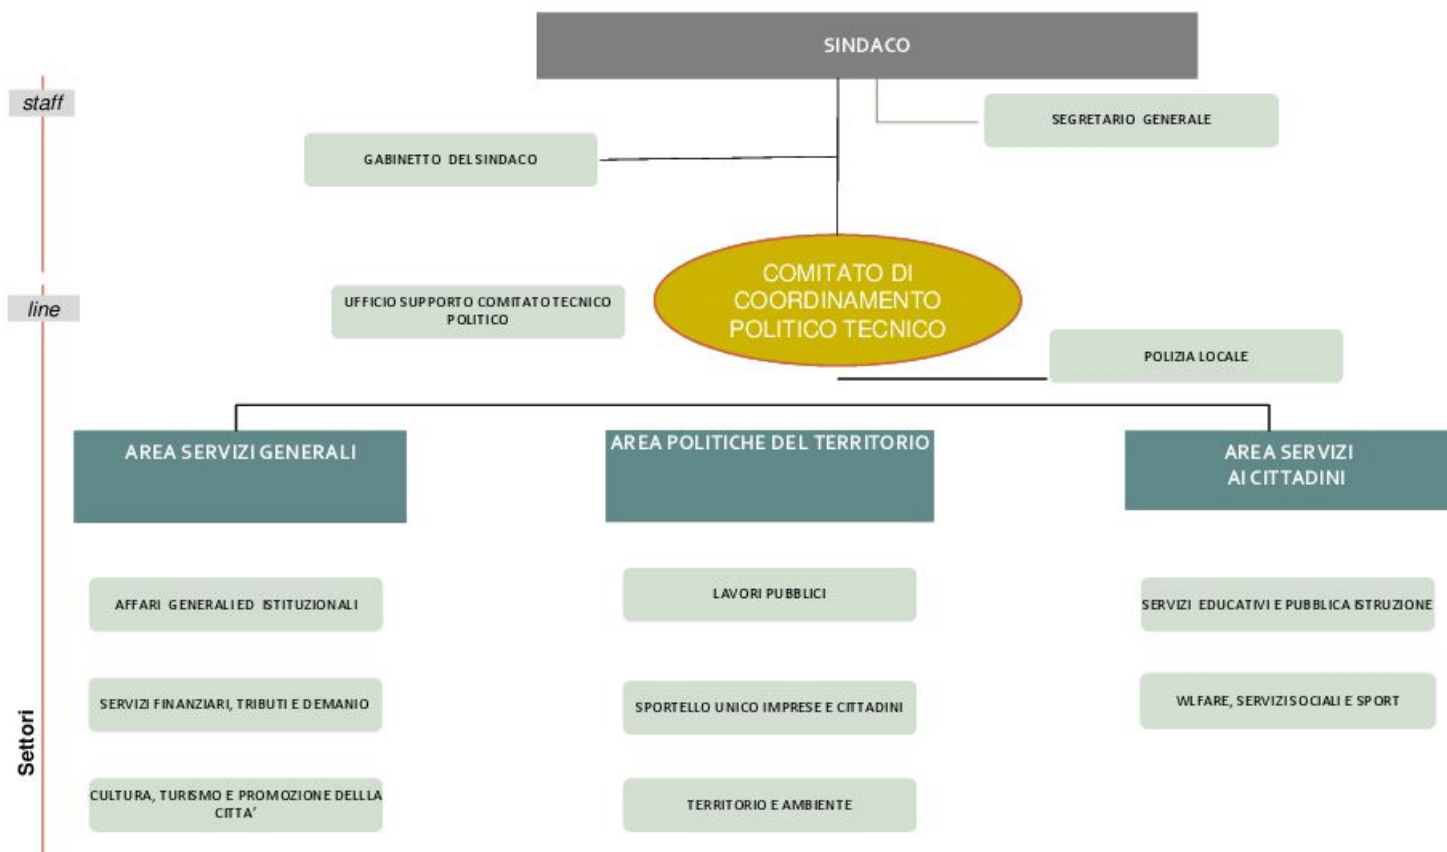 SINDACO
staff
SEGRETARIO GENERALE
GABINETTO DEL SINDACO
COMITATO DI
COORDINAMENTO
POLITICO TECNICO
UFFICIO SUPPORTO COMITATO TECNICO
POLITICO
line
POLIZIA LOCALE
AREA SERVIZI GENERALI
AREA POLITICHE DEL TERRITORIO
AREA SERVIZI
AI CITTADINI
AFFARI GENERALI ED ISTITUZIONALI
LAVORI PUBBLICI
SERVIZI EDUCATIVI E PUBBLICA ISTRUZIONE
SERVIZI FINANZIARI, TRIBUTI E DEMANIO
SPORTELLO UNICO IMPRESE E CITTADINI
WLFARE, SERVIZI SOCIALI E SPORT
Settori
CULTURA, TURISMO E PROMOZIONE DELLLA
CITTA'
TERRITORIO E AMBIENTE